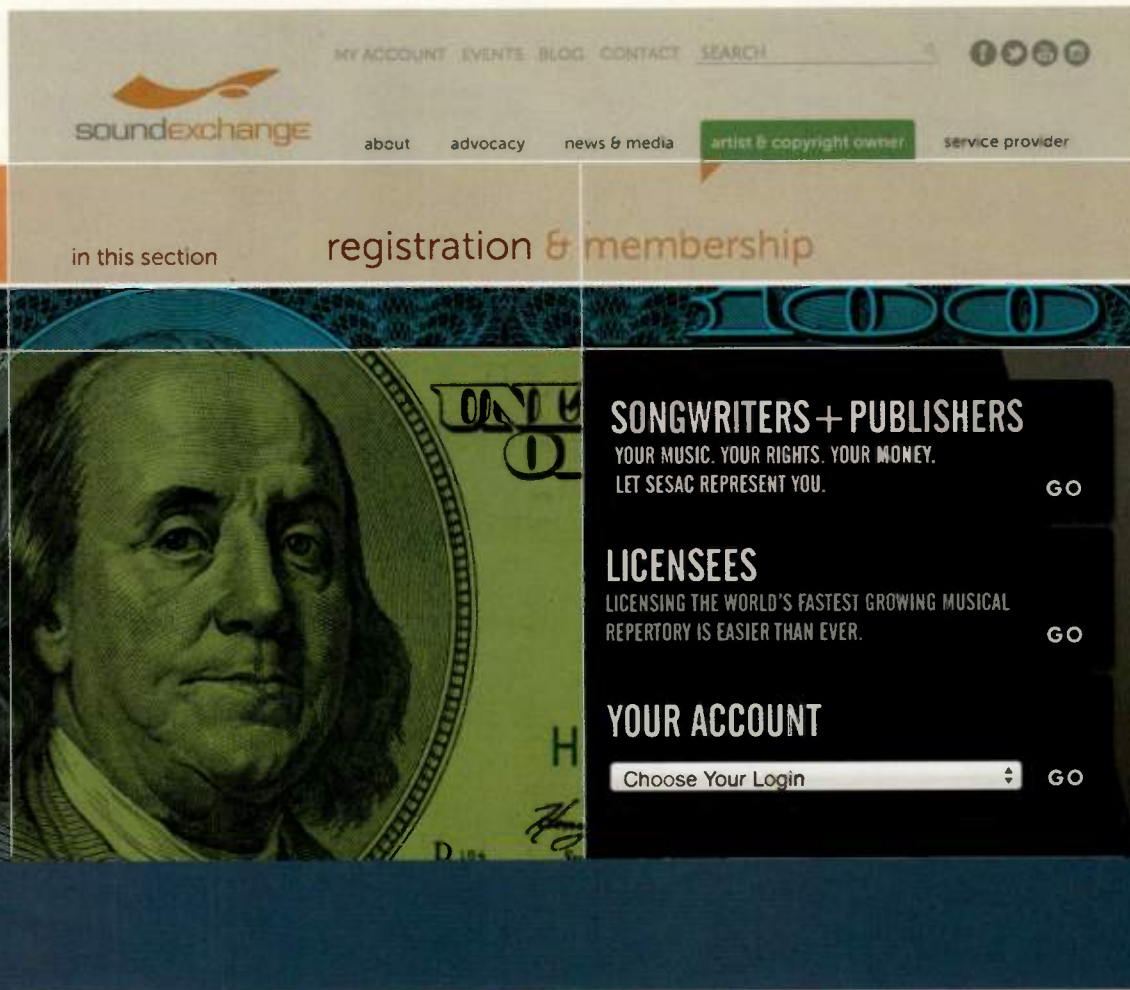 MY ACCOUNT EVENTS BLOG CONTACT SEARCH
soundexchange
about advocacy news & media artist & copyright owner service provider
in this section
registration & membership
100
SONGWRITERS + PUBLISHERS
YOUR MUSIC. YOUR RIGHTS. YOUR MONEY.
LET SESAC REPRESENT YOU.
GO
LICENSEES
LICENSING THE WORLD'S FASTEST GROWING MUSICAL
REPERTORY IS EASIER THAN EVER.
GO
YOUR ACCOUNT
Choose Your Login
GO
H